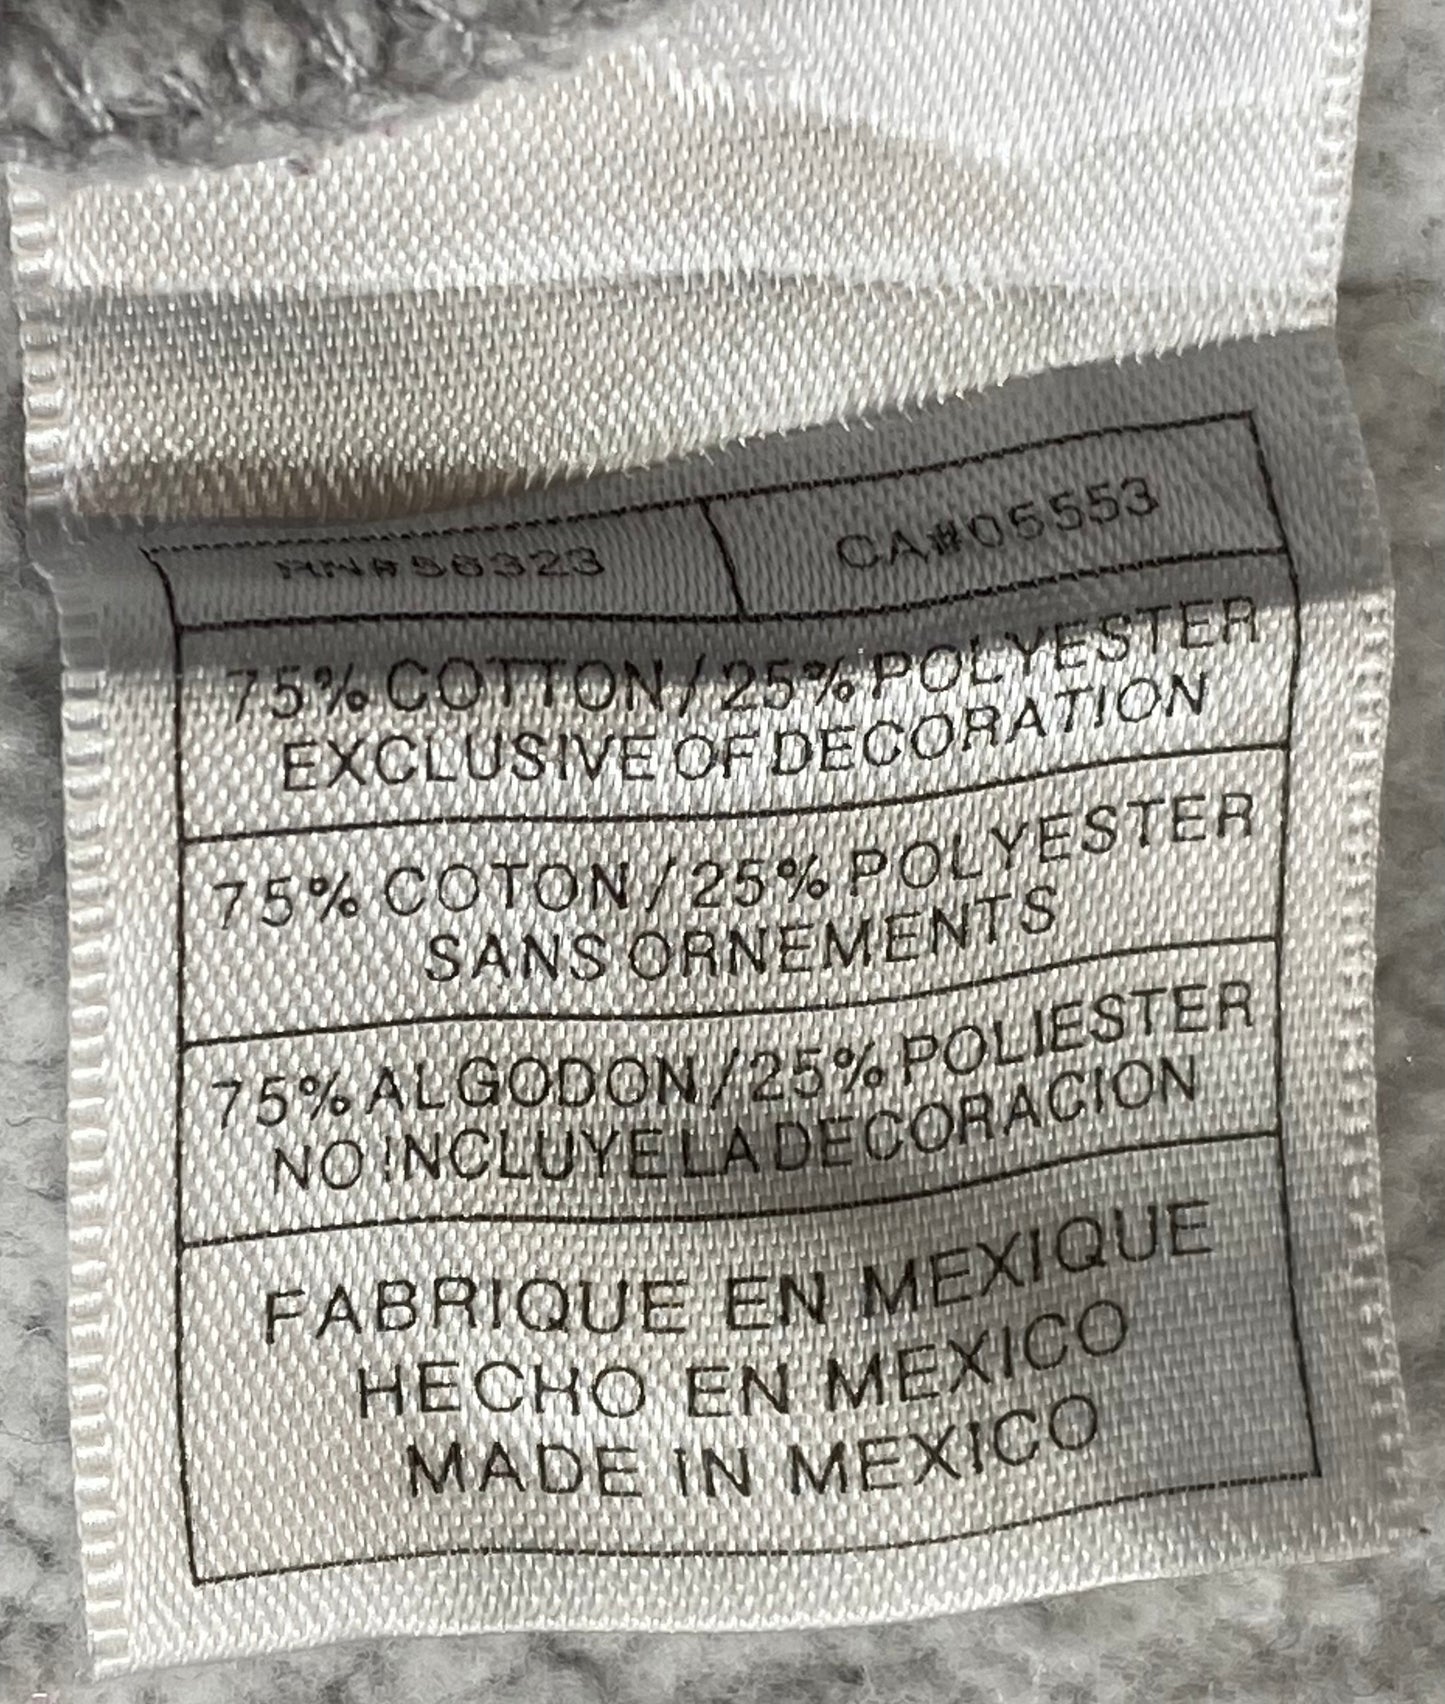 RN#56323
CA#05553
75% COTTON / 25% POLYESTER
EXCLUSIVE OF DECORATION
75% COTON / 25% POLYESTER
SANS ORNEMENTS
75% ALGODON / 25% POLIESTER
NO INCLUYE LA DECORACION
FABRIQUE EN MEXIQUE
HECHO EN MEXICO
MADE IN MEXICO